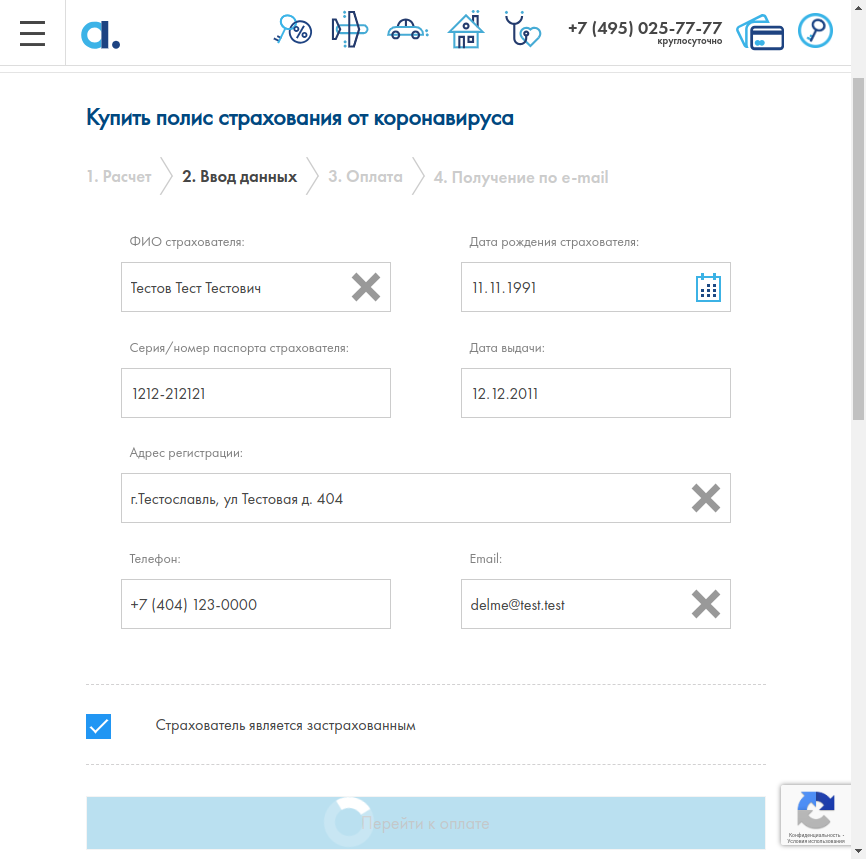 a.
+7 (495) 025-77-77
круглосуточно
Купить полис страхования от коронавируса
1. Расчет
2. Ввод данных
3. Оплата
4. Получение по e-mail
ФИО страхователя:
Дата рождения страхователя:
Тестов Тест Тестович
11.11.1991
Серия/номер паспорта страхователя:
Дата выдачи:
1212-212121
12.12.2011
Адрес регистрации:
г.Тестославль, ул Тестовая д. 404
Телефон:
Email:
+7 (404) 123-0000
delme@test.test
Страхователь является застрахованным
Перейти к оплате
Конфиденциальность -
Условия использования